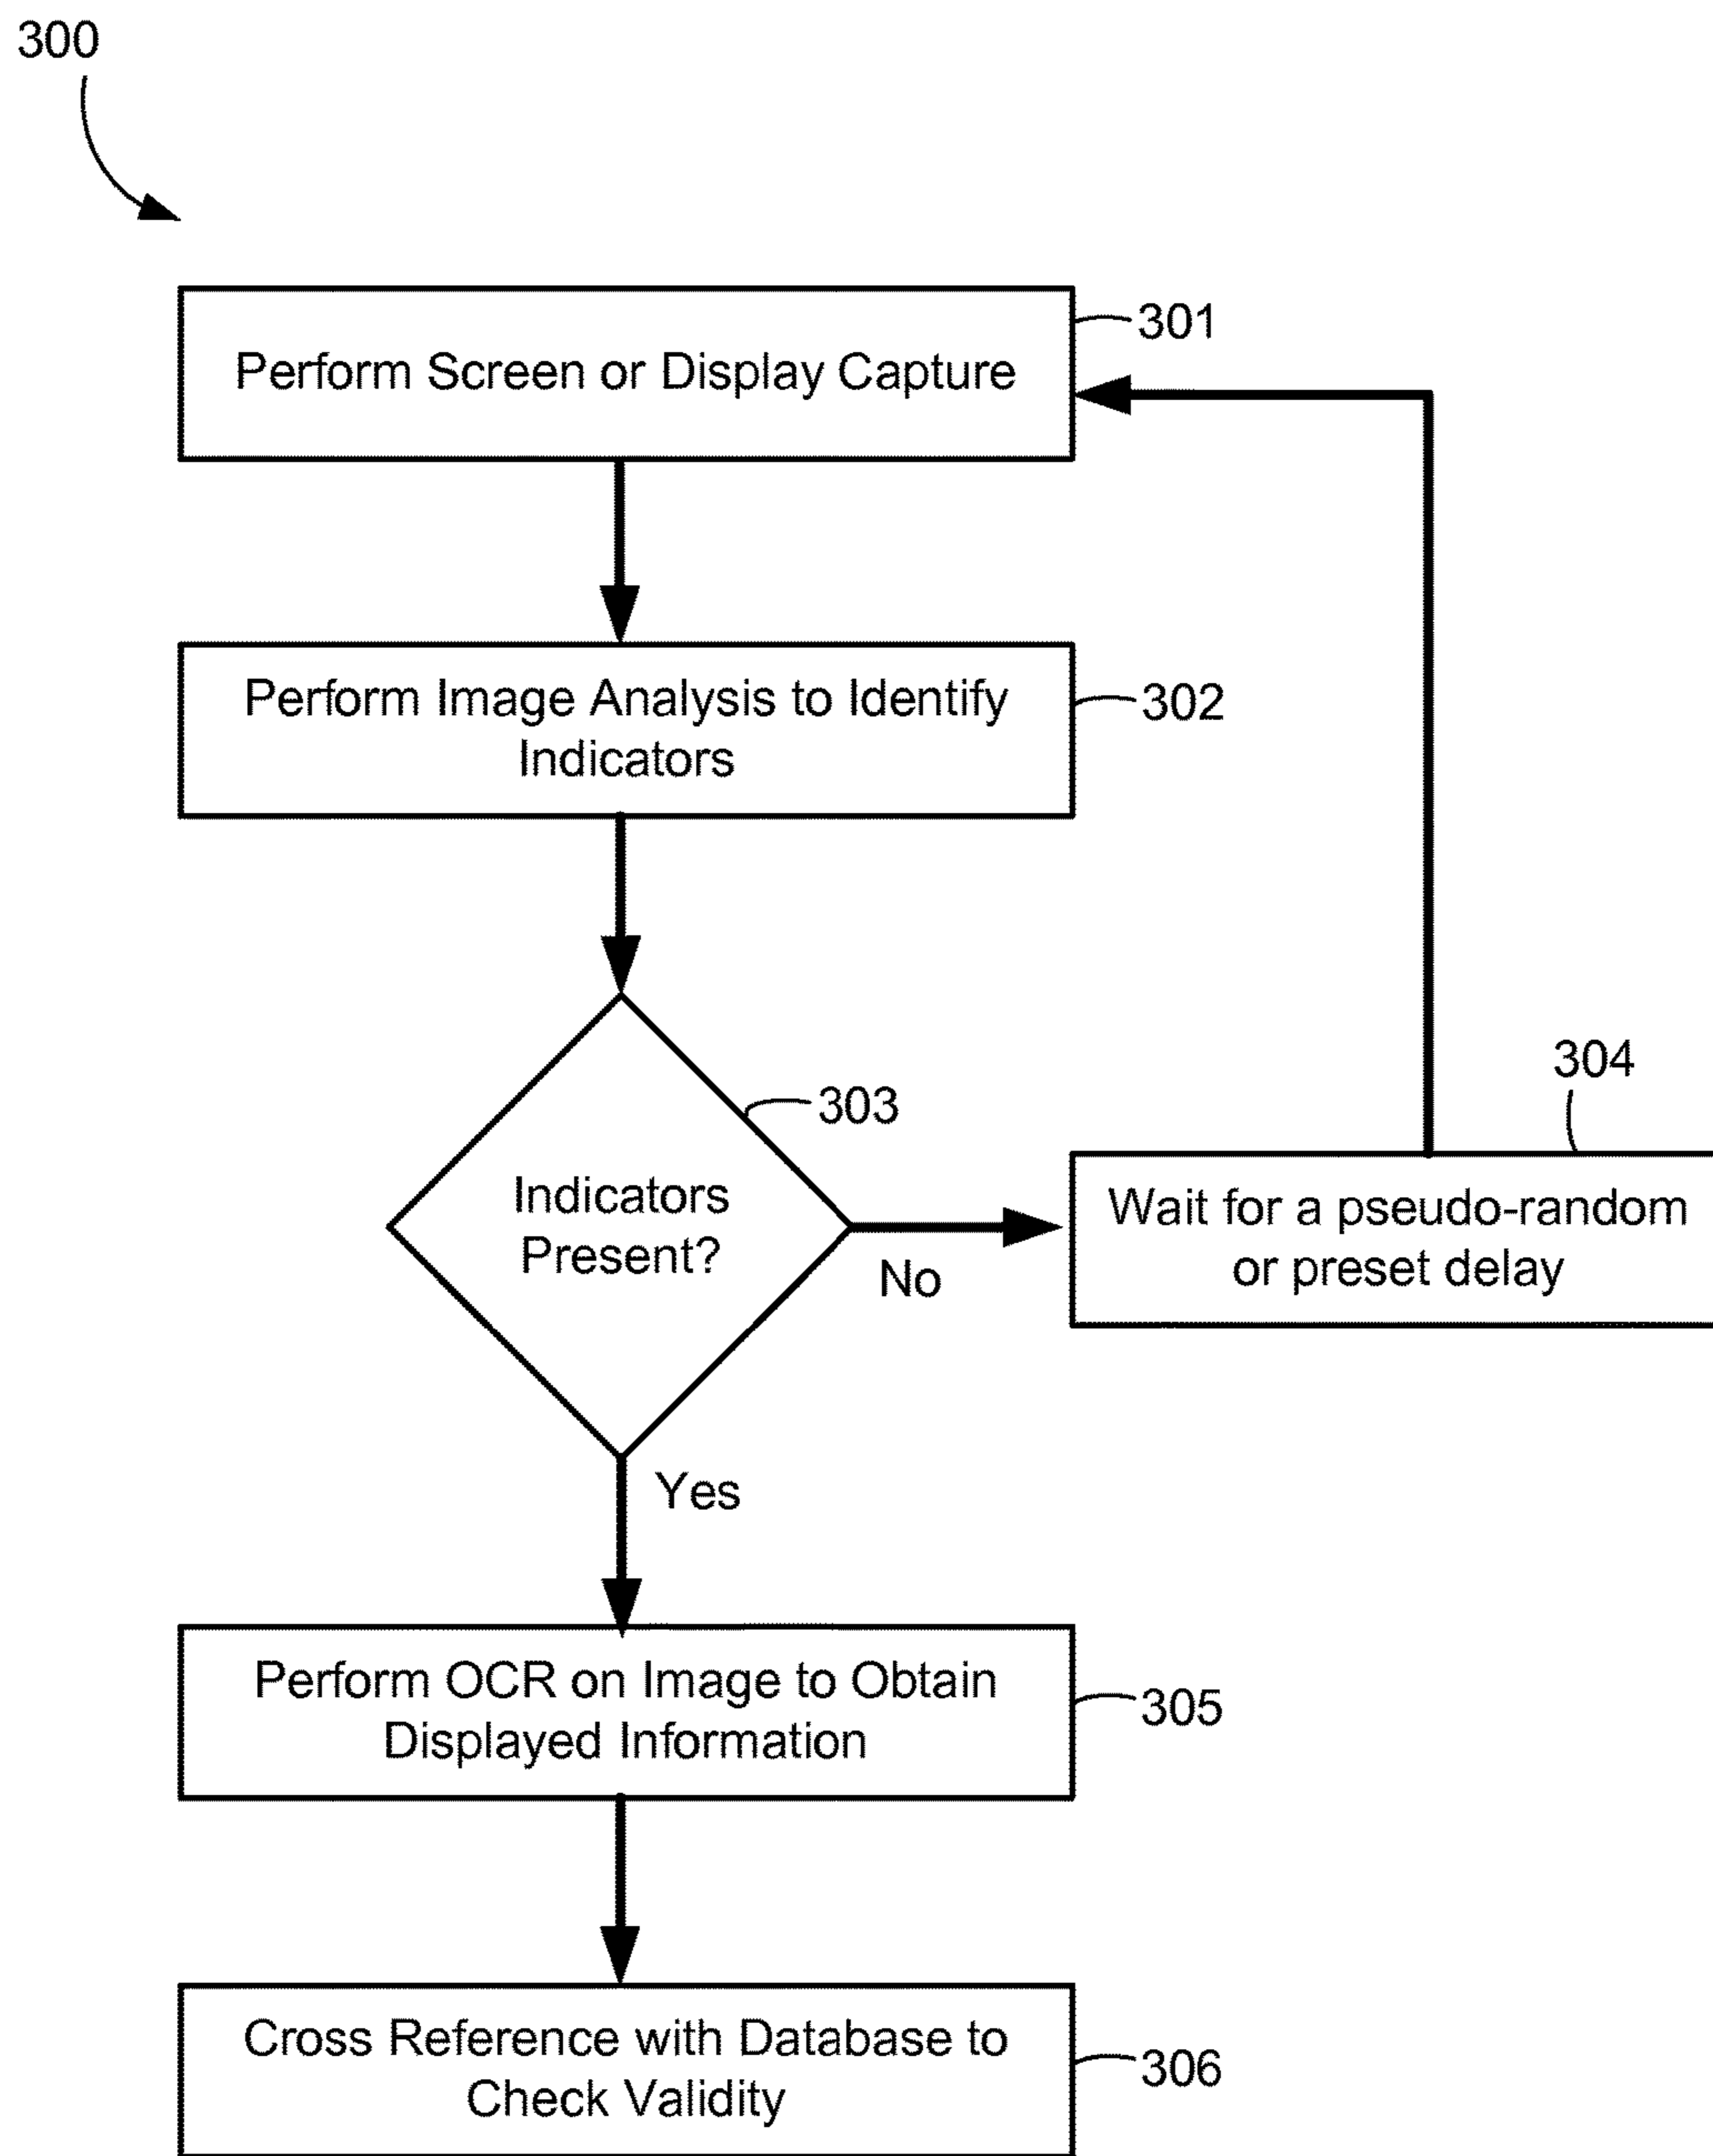 300
Perform Screen or Display Capture
301
Perform Image Analysis to Identify
Indicators
302
Indicators
Present?
303
No
304
Wait for a pseudo-random
or preset delay
Yes
Perform OCR on Image to Obtain
Displayed Information
305
Cross Reference with Database to
Check Validity
306